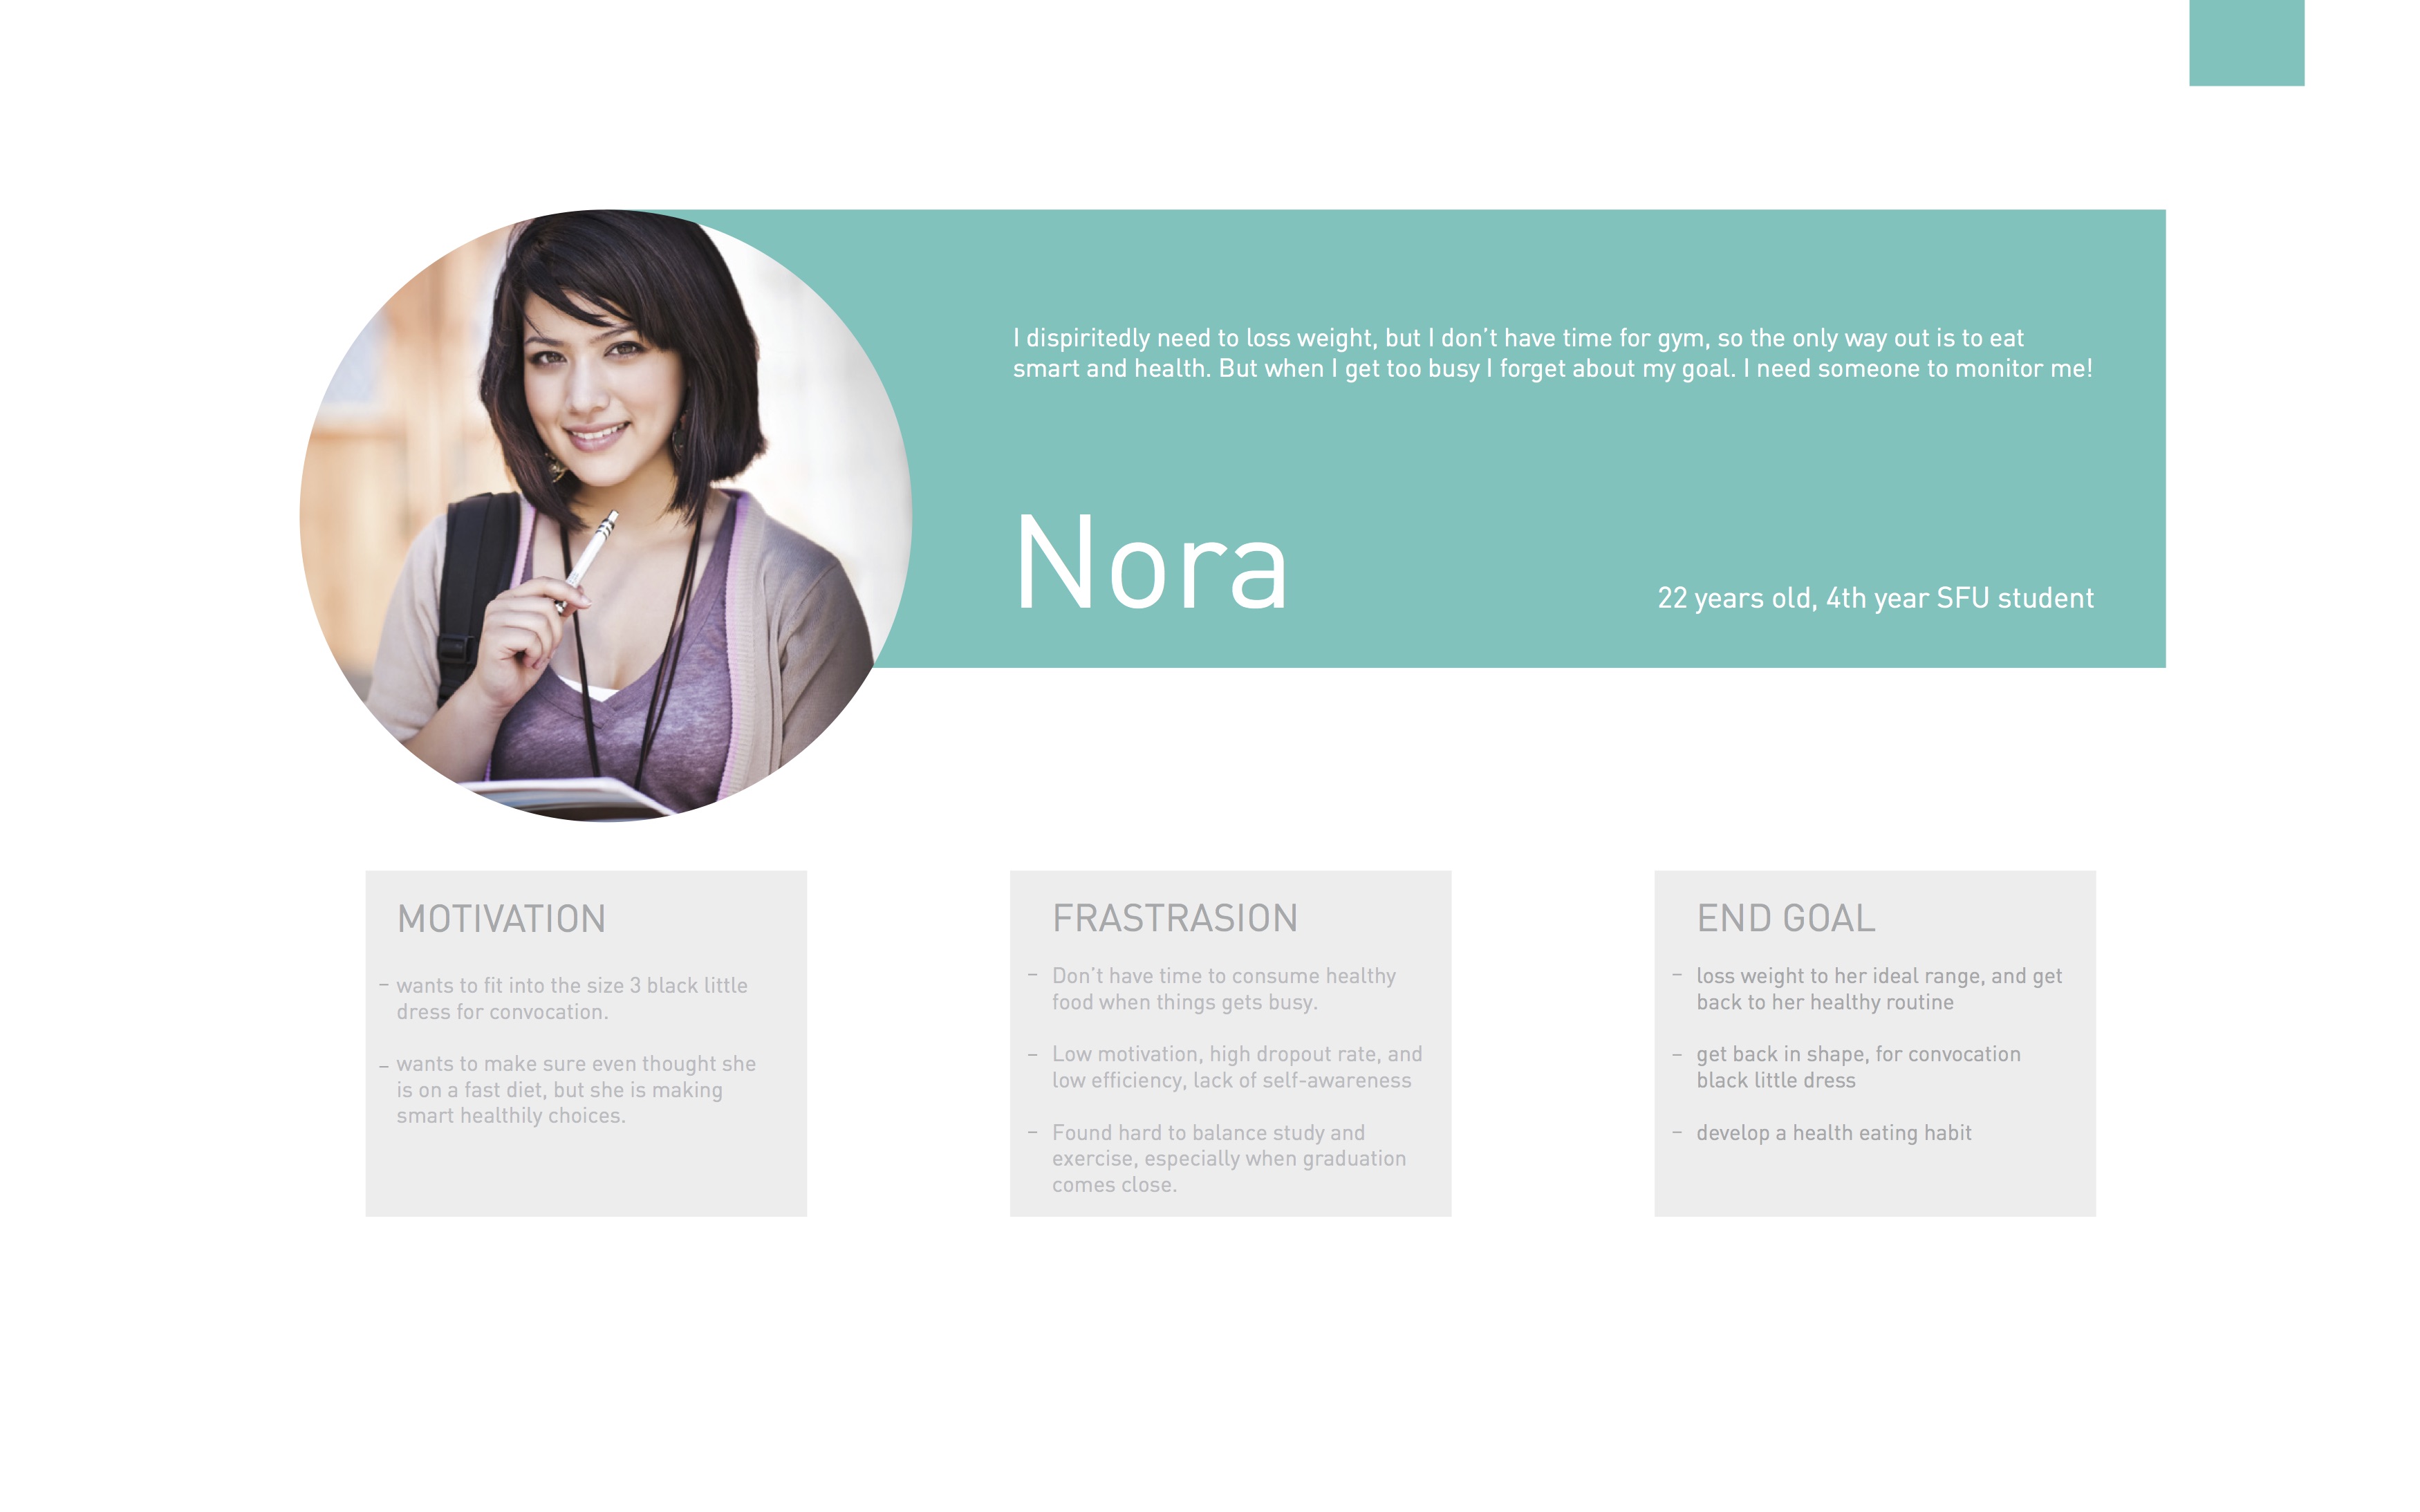 I dispiritedly need to loss weight, but I don’t have time for gym, so the only way out is to eat
smart and health. But when I get too busy I forget about my goal. I need someone to monitor me!
Nora
22 years old, 4th year SFU student
MOTIVATION
– wants to fit into the size 3 black little
dress for convocation.
– wants to make sure even thought she
is on a fast diet, but she is making
smart healthily choices.
FRASTRASION
– Don’t have time to consume healthy
food when things gets busy.
– Low motivation, high dropout rate, and
low efficiency, lack of self-awareness
– Found hard to balance study and
exercise, especially when graduation
comes close.
END GOAL
– loss weight to her ideal range, and get
back to her healthy routine
– get back in shape, for convocation
black little dress
– develop a health eating habit